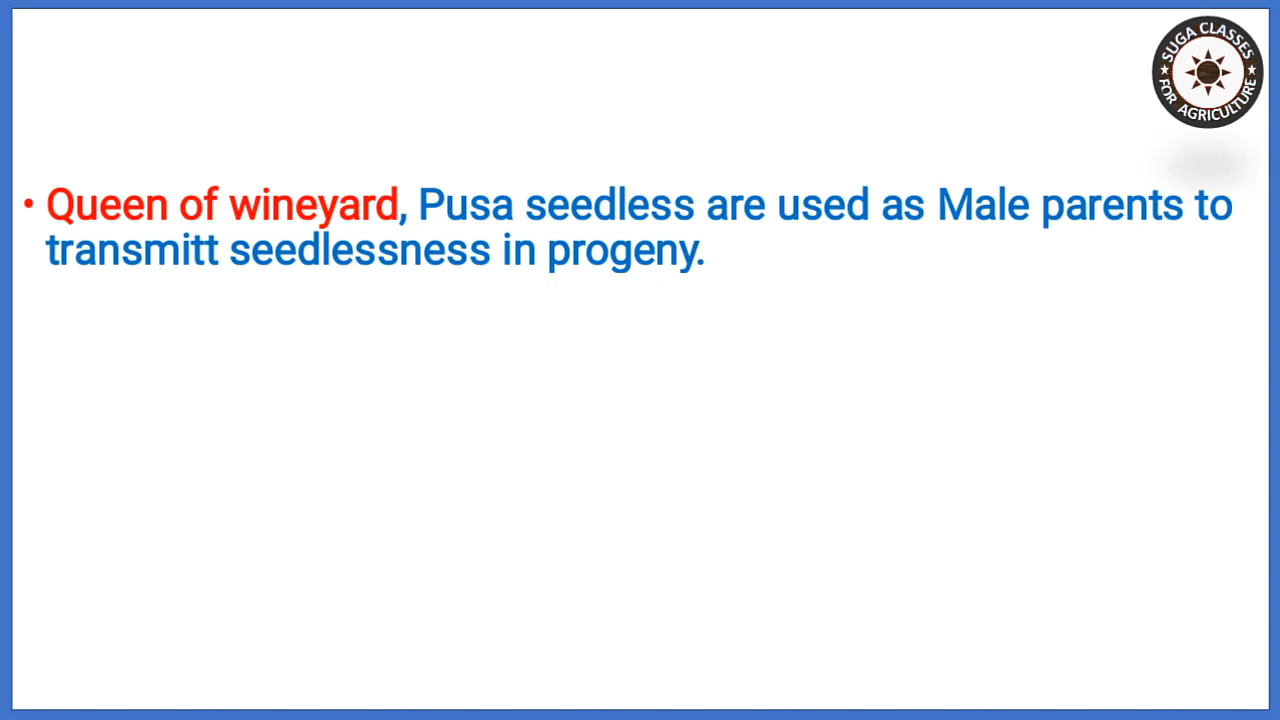 SUGA CLASSES
FOR AGRICULTURE
• Queen of wineyard, Pusa seedless are used as Male parents to
transmitt seedlessness in progeny.